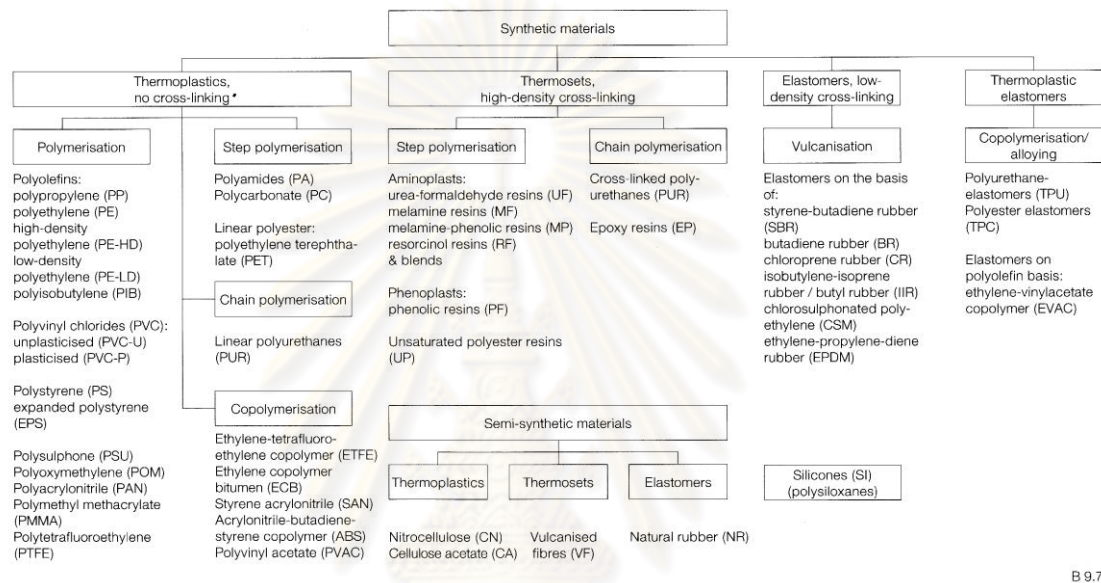 Synthetic materials
Thermoplastics,
no cross-linking *
Polymerisation
Polyolefins:
polypropylene (PP)
polyethylene (PE)
high-density
polyethylene (PE-HD)
low-density
polyethylene (PE-LD)
polyisobutylene (PIB)
Polyvinyl chlorides (PVC):
unplasticised (PVC-U)
plasticised (PVC-P)
Polystyrene (PS)
expanded polystyrene
(EPS)
Polysulphone (PSU)
Polyoxymethylene (POM)
Polyacrylonitrile (PAN)
Polymethyl methacrylate
(PMMA)
Polytetrafluoroethylene
(PTFE)
Step polymerisation
Polyamides (PA)
Polycarbonate (PC)
Linear polyester:
polyethylene terephtha-
late (PET)
Chain polymerisation
Linear polyurethanes
(PUR)
Copolymerisation
Ethylene-tetrafluoro-
ethylene copolymer (ETFE)
Ethylene copolymer
bitumen (ECB)
Styrene acrylonitrile (SAN)
Acrylonitrile-butadiene-
styrene copolymer (ABS)
Polyvinyl acetate (PVAC)
Thermosets,
high-density cross-linking
Step polymerisation
Aminoplasts:
urea-formaldehyde resins (UF)
melamine resins (MF)
melamine-phenolic resins (MP)
resorcinol resins (RF)
& blends
Phenoplasts:
phenolic resins (PF)
Unsaturated polyester resins
(UP)
Chain polymerisation
Cross-linked poly-
urethanes (PUR)
Epoxy resins (EP)
Elastomers, low-
density cross-linking
Vulcanisation
Elastomers on the basis
of:
styrene-butadiene rubber
(SBR)
butadiene rubber (BR)
chloroprene rubber (CR)
isobutylene-isoprene
rubber / butyl rubber (IIR)
chlorosulphonated poly-
ethylene (CSM)
ethylene-propylene-diene
rubber (EPDM)
Thermoplastic
elastomers
Copolymerisation/
alloying
Polyurethane-
elastomers (TPU)
Polyester elastomers
(TPC)
Elastomers on
polyolefin basis:
ethylene-vinylacetate
copolymer (EVAC)
Semi-synthetic materials
Thermoplastics
Nitrocellulose (CN)
Cellulose acetate (CA)
Thermosets
Vulcanised
fibres (VF)
Elastomers
Natural rubber (NR)
Silicones (SI)
(polysiloxanes)
B 9.7